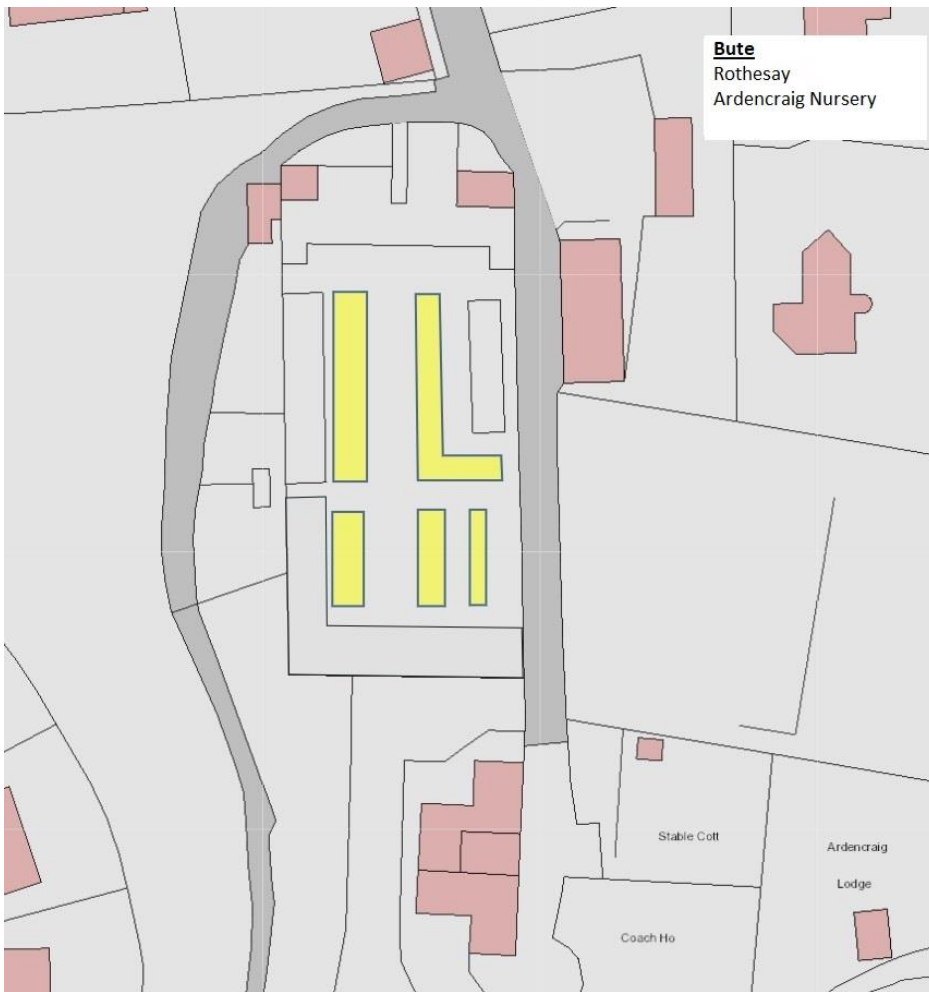 Bute
Rothesay
Ardencraig Nursery
Stable Cott
Ardencraig
Lodge
Coach Ho